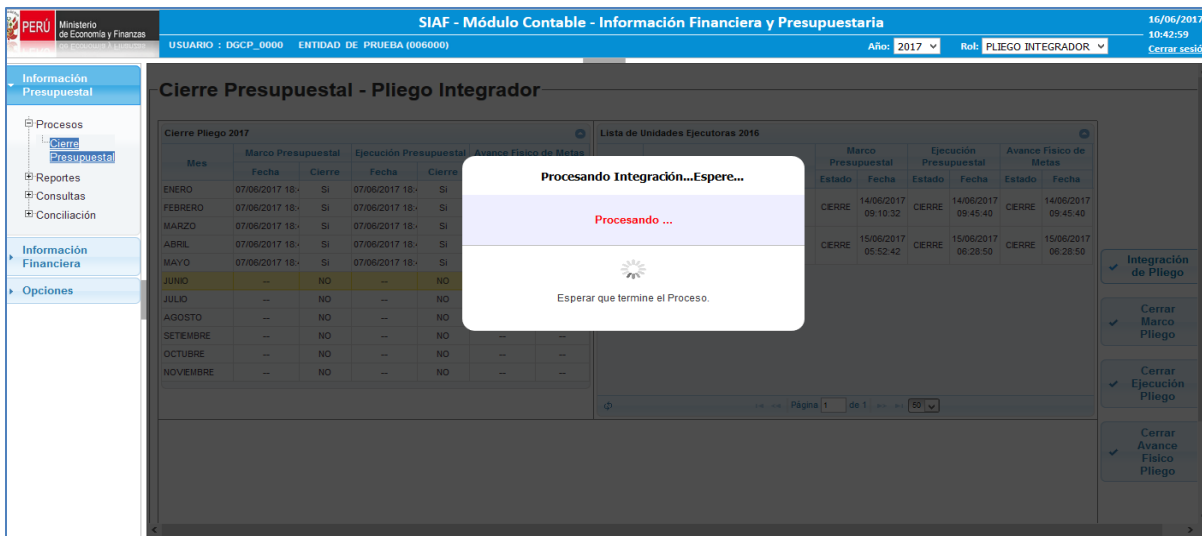 PERÚ
Ministerio
de Economía y Finanzas
SIAF - Módulo Contable - Información Financiera y Presupuestaria
16/06/2017
10:42:59
USUARIO : DGCP_0000 ENTIDAD DE PRUEBA (006000)
Año: 2017
Rol: PLIEGO INTEGRADOR
Cerrar sesió
Información
Presupuestal
Procesos
Cierre
Presupuestal
Reportes
Consultas
Conciliación
Información
Financiera
Opciones
Cierre Presupuestal - Pliego Integrador
Cierre Pliego 2017
Mes Marco Presupuestal Ejecución Presupuestal Avance Fisico de Metas
Fecha Cierre Fecha Cierre
ENERO 07/06/2017 18: Si 07/06/2017 18: Si
FEBRERO 07/06/2017 18: Si 07/06/2017 18: Si
MARZO 07/06/2017 18: Si 07/06/2017 18: Si
ABRIL 07/06/2017 18: Si 07/06/2017 18: Si
MAYO 07/06/2017 18: Si 07/06/2017 18: Si
JUNIO -- NO -- NO
JULIO -- NO -- NO
AGOSTO -- NO -- NO
SETIEMBRE -- NO -- NO -- --
OCTUBRE -- NO -- NO -- --
NOVIEMBRE -- NO -- NO -- --
Lista de Unidades Ejecutoras 2016
Marco Presupuestal Ejecución Presupuestal Avance Fisico de Metas
Estado Fecha Estado Fecha Estado Fecha
CIERRE 14/06/2017 09:10:32 CIERRE 14/06/2017 09:45:40 CIERRE 14/06/2017 09:45:40
CIERRE 15/06/2017 05:52:42 CIERRE 15/06/2017 06:28:50 CIERRE 15/06/2017 06:28:50
Página 1 de 1 50
Procesando Integración...Espere...
Procesando ...
Esperar que termine el Proceso.
Integración
de Pliego
Cerrar
Marco
Pliego
Cerrar
Ejecución
Pliego
Cerrar
Avance
Fisico
Pliego